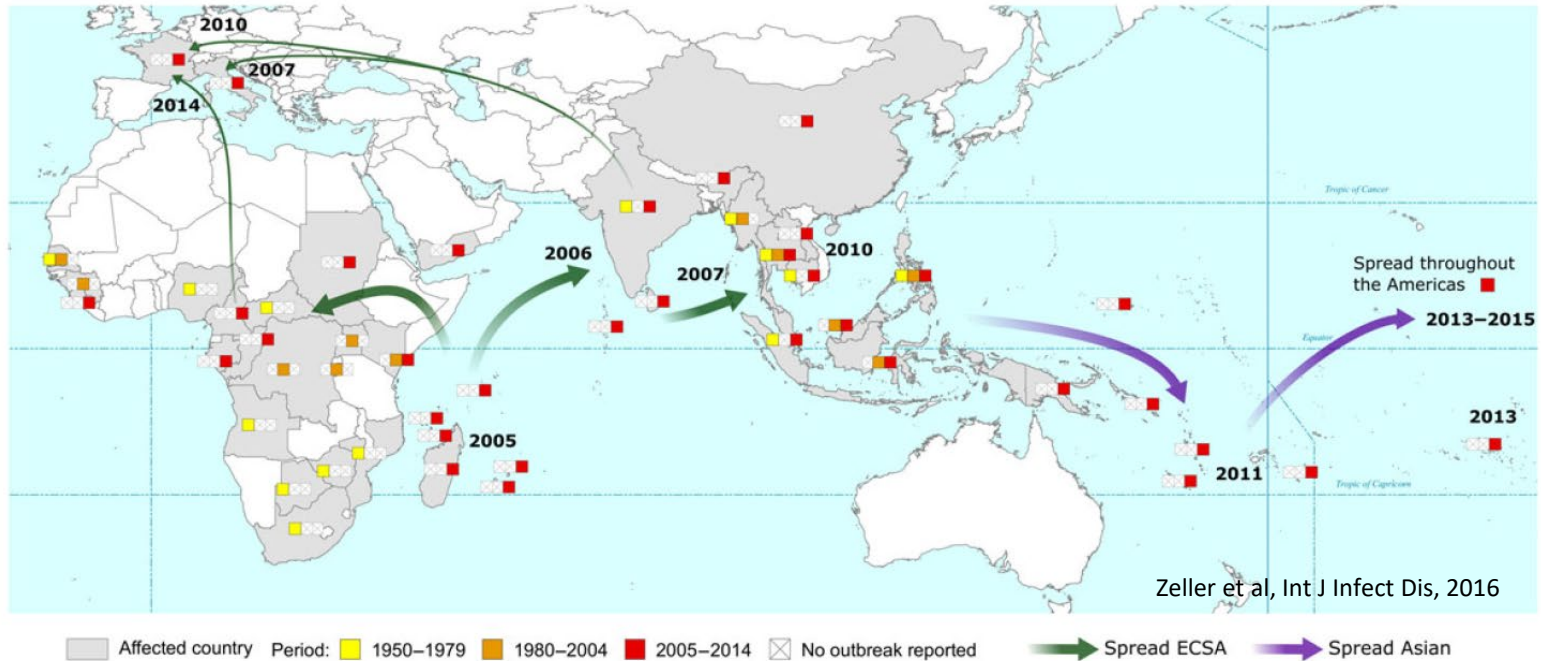 2010
2007
2014
Tropic of Cancer
2006
2010
2007
Spread throughout
the Americas
2013–2015
Equator
2005
2013
2011
Tropic of Capricorn
Zeller et al, Int J Infect Dis, 2016
Affected country Period: 1950–1979 1980–2004 2005–2014 No outbreak reported Spread ECSA Spread Asian